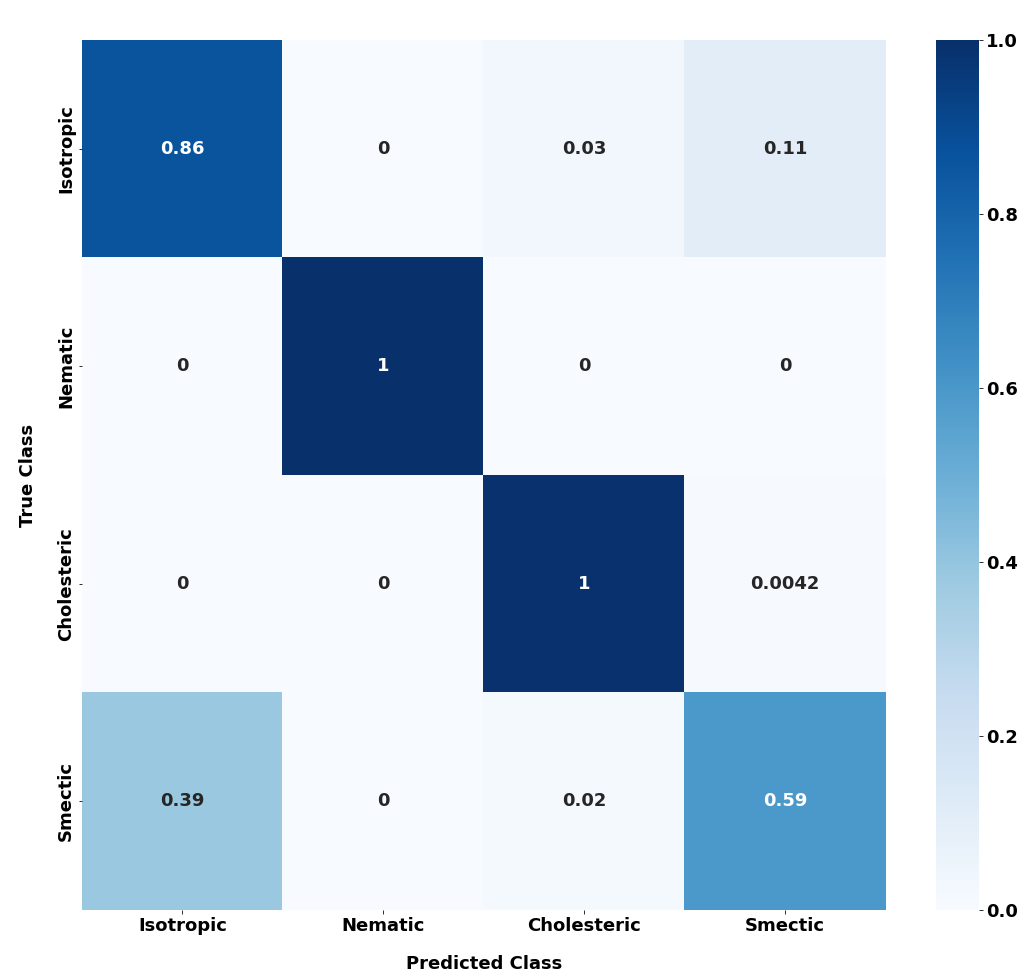 1.0
Isotropic
0.86 0 0.03 0.11
0.8
Nematic
0 1 0 0
0.6
True Class
Cholesteric
0 0 1 0.0042
0.4
0.2
Smectic
0.39 0 0.02 0.59
0.0
Isotropic Nematic Cholesteric Smectic
Predicted Class